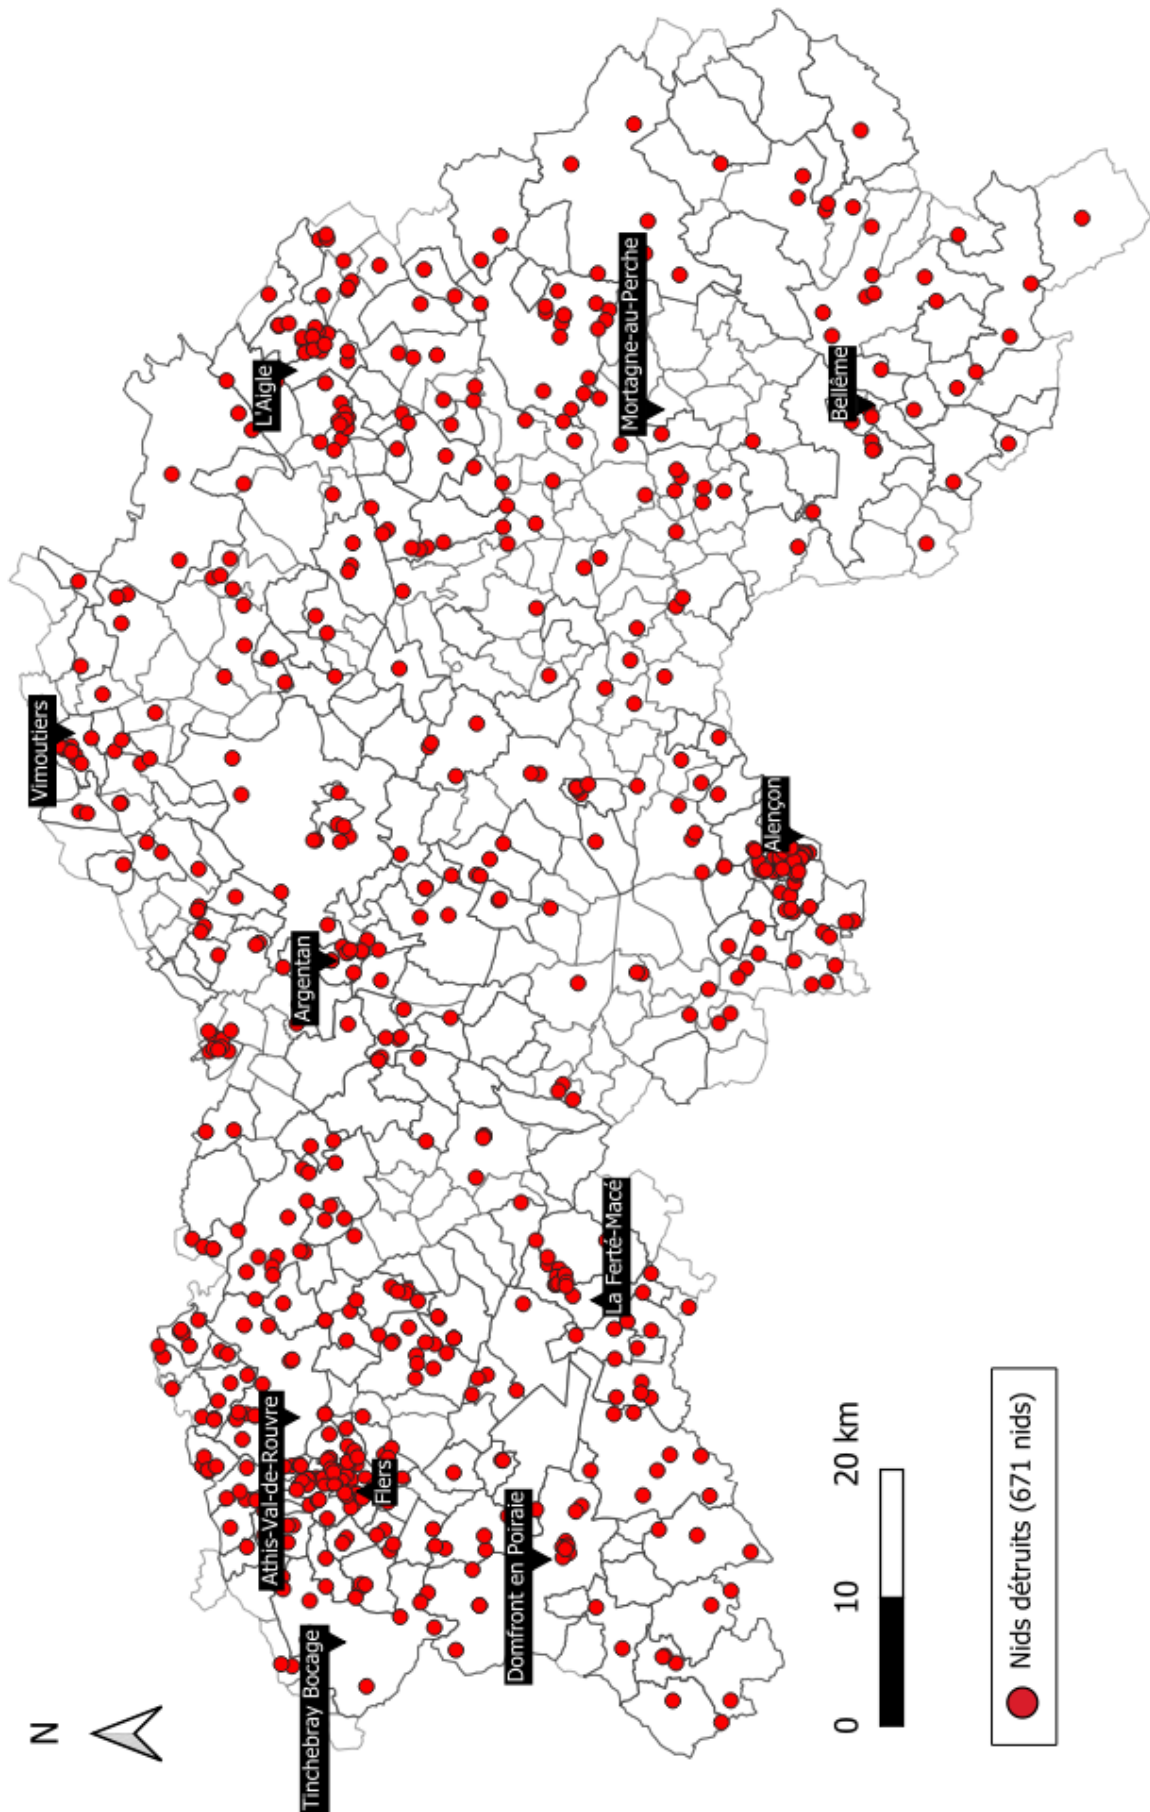 N
Vimoutiers
L'Aigle
Argentan
Athis-Val-de-Rouvre
Tinchebray Bocage
Flers
Mortagne-au-Perche
Domfront en Poiraie
La Ferté-Macé
Alençon
Bellême
0 10 20 km
Nids détruits (671 nids)